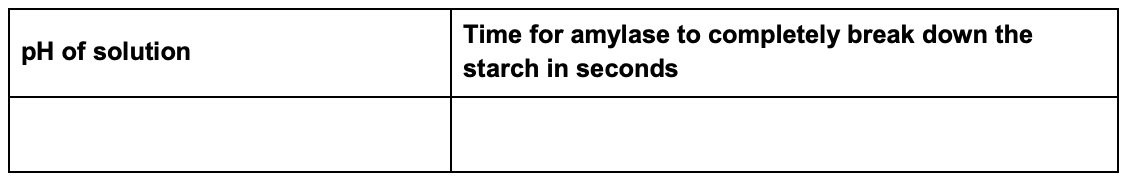 pH of solution
Time for amylase to completely break down the
starch in seconds